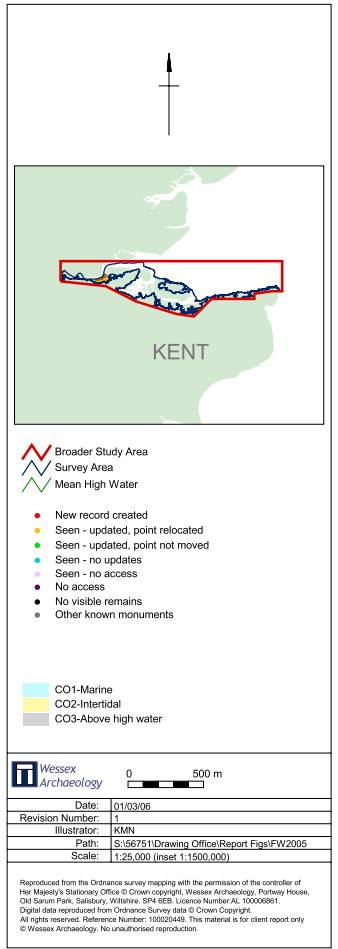 KENT
Broader Study Area
Survey Area
Mean High Water
New record created
Seen - updated, point relocated
Seen - updated, point not moved
Seen - no updates
Seen - no access
No access
No visible remains
Other known monuments
CO1-Marine
CO2-Intertidal
CO3-Above high water
Wessex
Archaeology
0 500 m
Date: 01/03/06
Revision Number: 1
Illustrator: KMN
Path: S:\56751\Drawing Office\Report Figs\FW2005
Scale: 1:25,000 (inset 1:1500,000)
Reproduced from the Ordnance survey mapping with the permission of the controller of
Her Majesty's Stationary Office © Crown copyright, Wessex Archaeology, Portway House,
Old Sarum Park, Salisbury, Wiltshire. SP4 6EB. Licence Number:AL 100006861.
Digital data reproduced from Ordnance Survey data © Crown Copyright.
All rights reserved. Reference Number: 100020449. This material is for client report only
© Wessex Archaeology. No unauthorised reproduction.